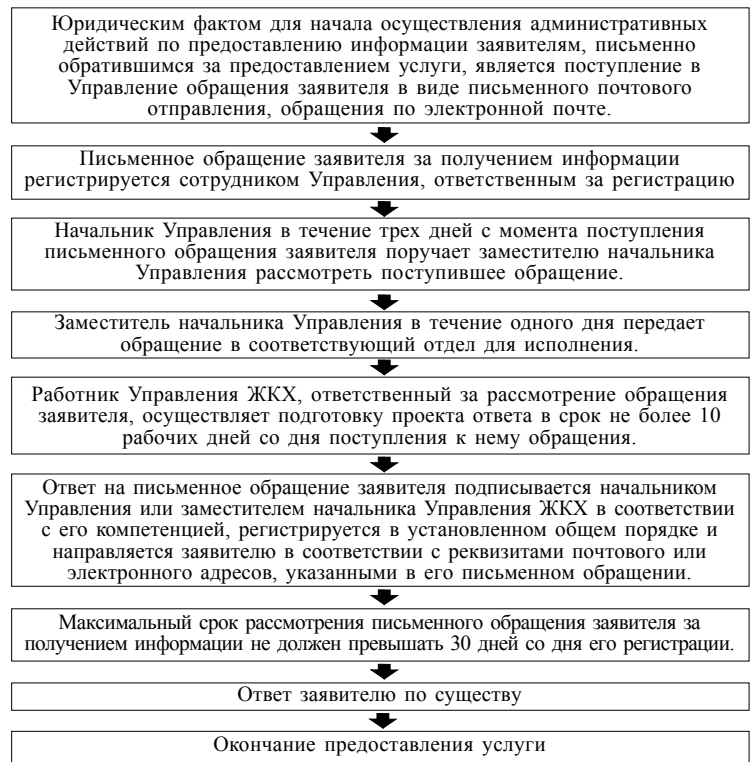 Юридическим фактом для начала осуществления административных
действий по предоставлению информации заявителям, письменно
обратившимся за предоставлением услуги, является поступление в
Управление обращения заявителя в виде письменного почтового
отправления, обращения по электронной почте.
Письменное обращение заявителя за получением информации
регистрируется сотрудником Управления, ответственным за регистрацию
Начальник Управления в течение трех дней с момента поступления
письменного обращения заявителя поручает заместителю начальника
Управления рассмотреть поступившее обращение.
Заместитель начальника Управления в течение одного дня передает
обращение в соответствующий отдел для исполнения.
Работник Управления ЖКХ, ответственный за рассмотрение обращения
заявителя, осуществляет подготовку проекта ответа в срок не более 10
рабочих дней со дня поступления к нему обращения.
Ответ на письменное обращение заявителя подписывается начальником
Управления или заместителем начальника Управления ЖКХ в соответствии
с его компетенцией, регистрируется в установленном общем порядке и
направляется заявителю в соответствии с реквизитами почтового или
электронного адресов, указанными в его письменном обращении.
Максимальный срок рассмотрения письменного обращения заявителя за
получением информации не должен превышать 30 дней со дня его регистрации.
Ответ заявителю по существу
Окончание предоставления услуги